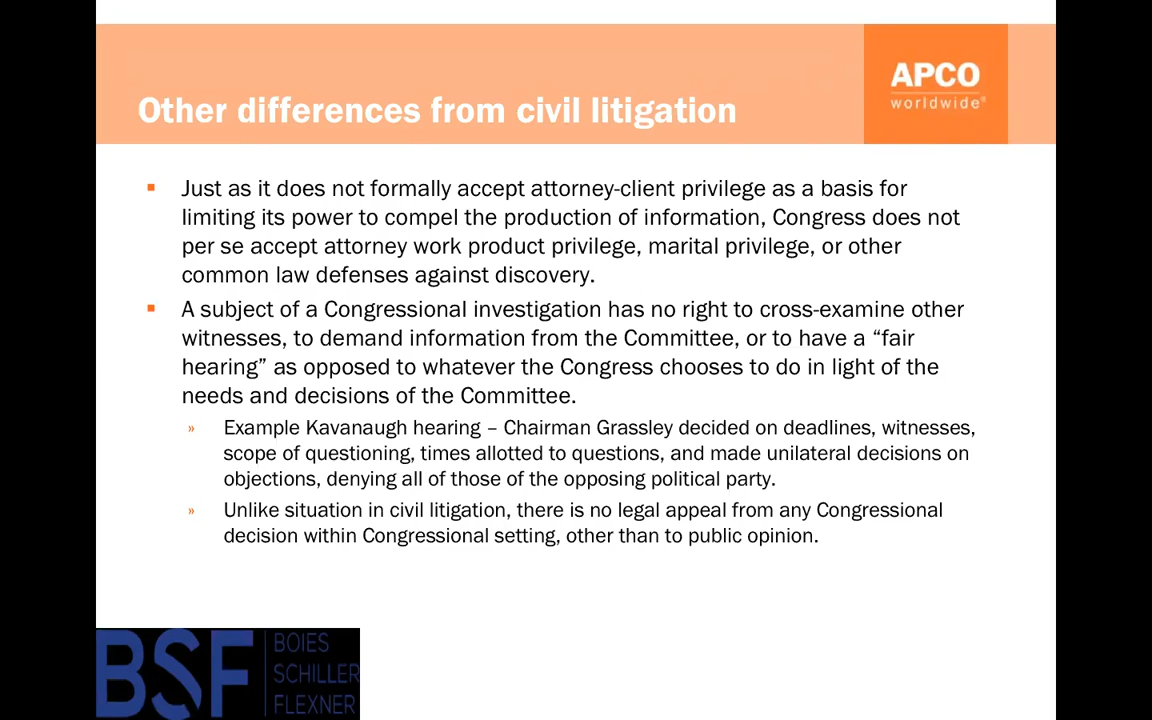 Other differences from civil litigation
APCO
worldwide®
▪ Just as it does not formally accept attorney-client privilege as a basis for
limiting its power to compel the production of information, Congress does not
per se accept attorney work product privilege, marital privilege, or other
common law defenses against discovery.
▪ A subject of a Congressional investigation has no right to cross-examine other
witnesses, to demand information from the Committee, or to have a “fair
hearing” as opposed to whatever the Congress chooses to do in light of the
needs and decisions of the Committee.
» Example Kavanaugh hearing – Chairman Grassley decided on deadlines, witnesses,
scope of questioning, times allotted to questions, and made unilateral decisions on
objections, denying all of those of the opposing political party.
» Unlike situation in civil litigation, there is no legal appeal from any Congressional
decision within Congressional setting, other than to public opinion.
BSF
BOIES
SCHILLER
FLEXNER